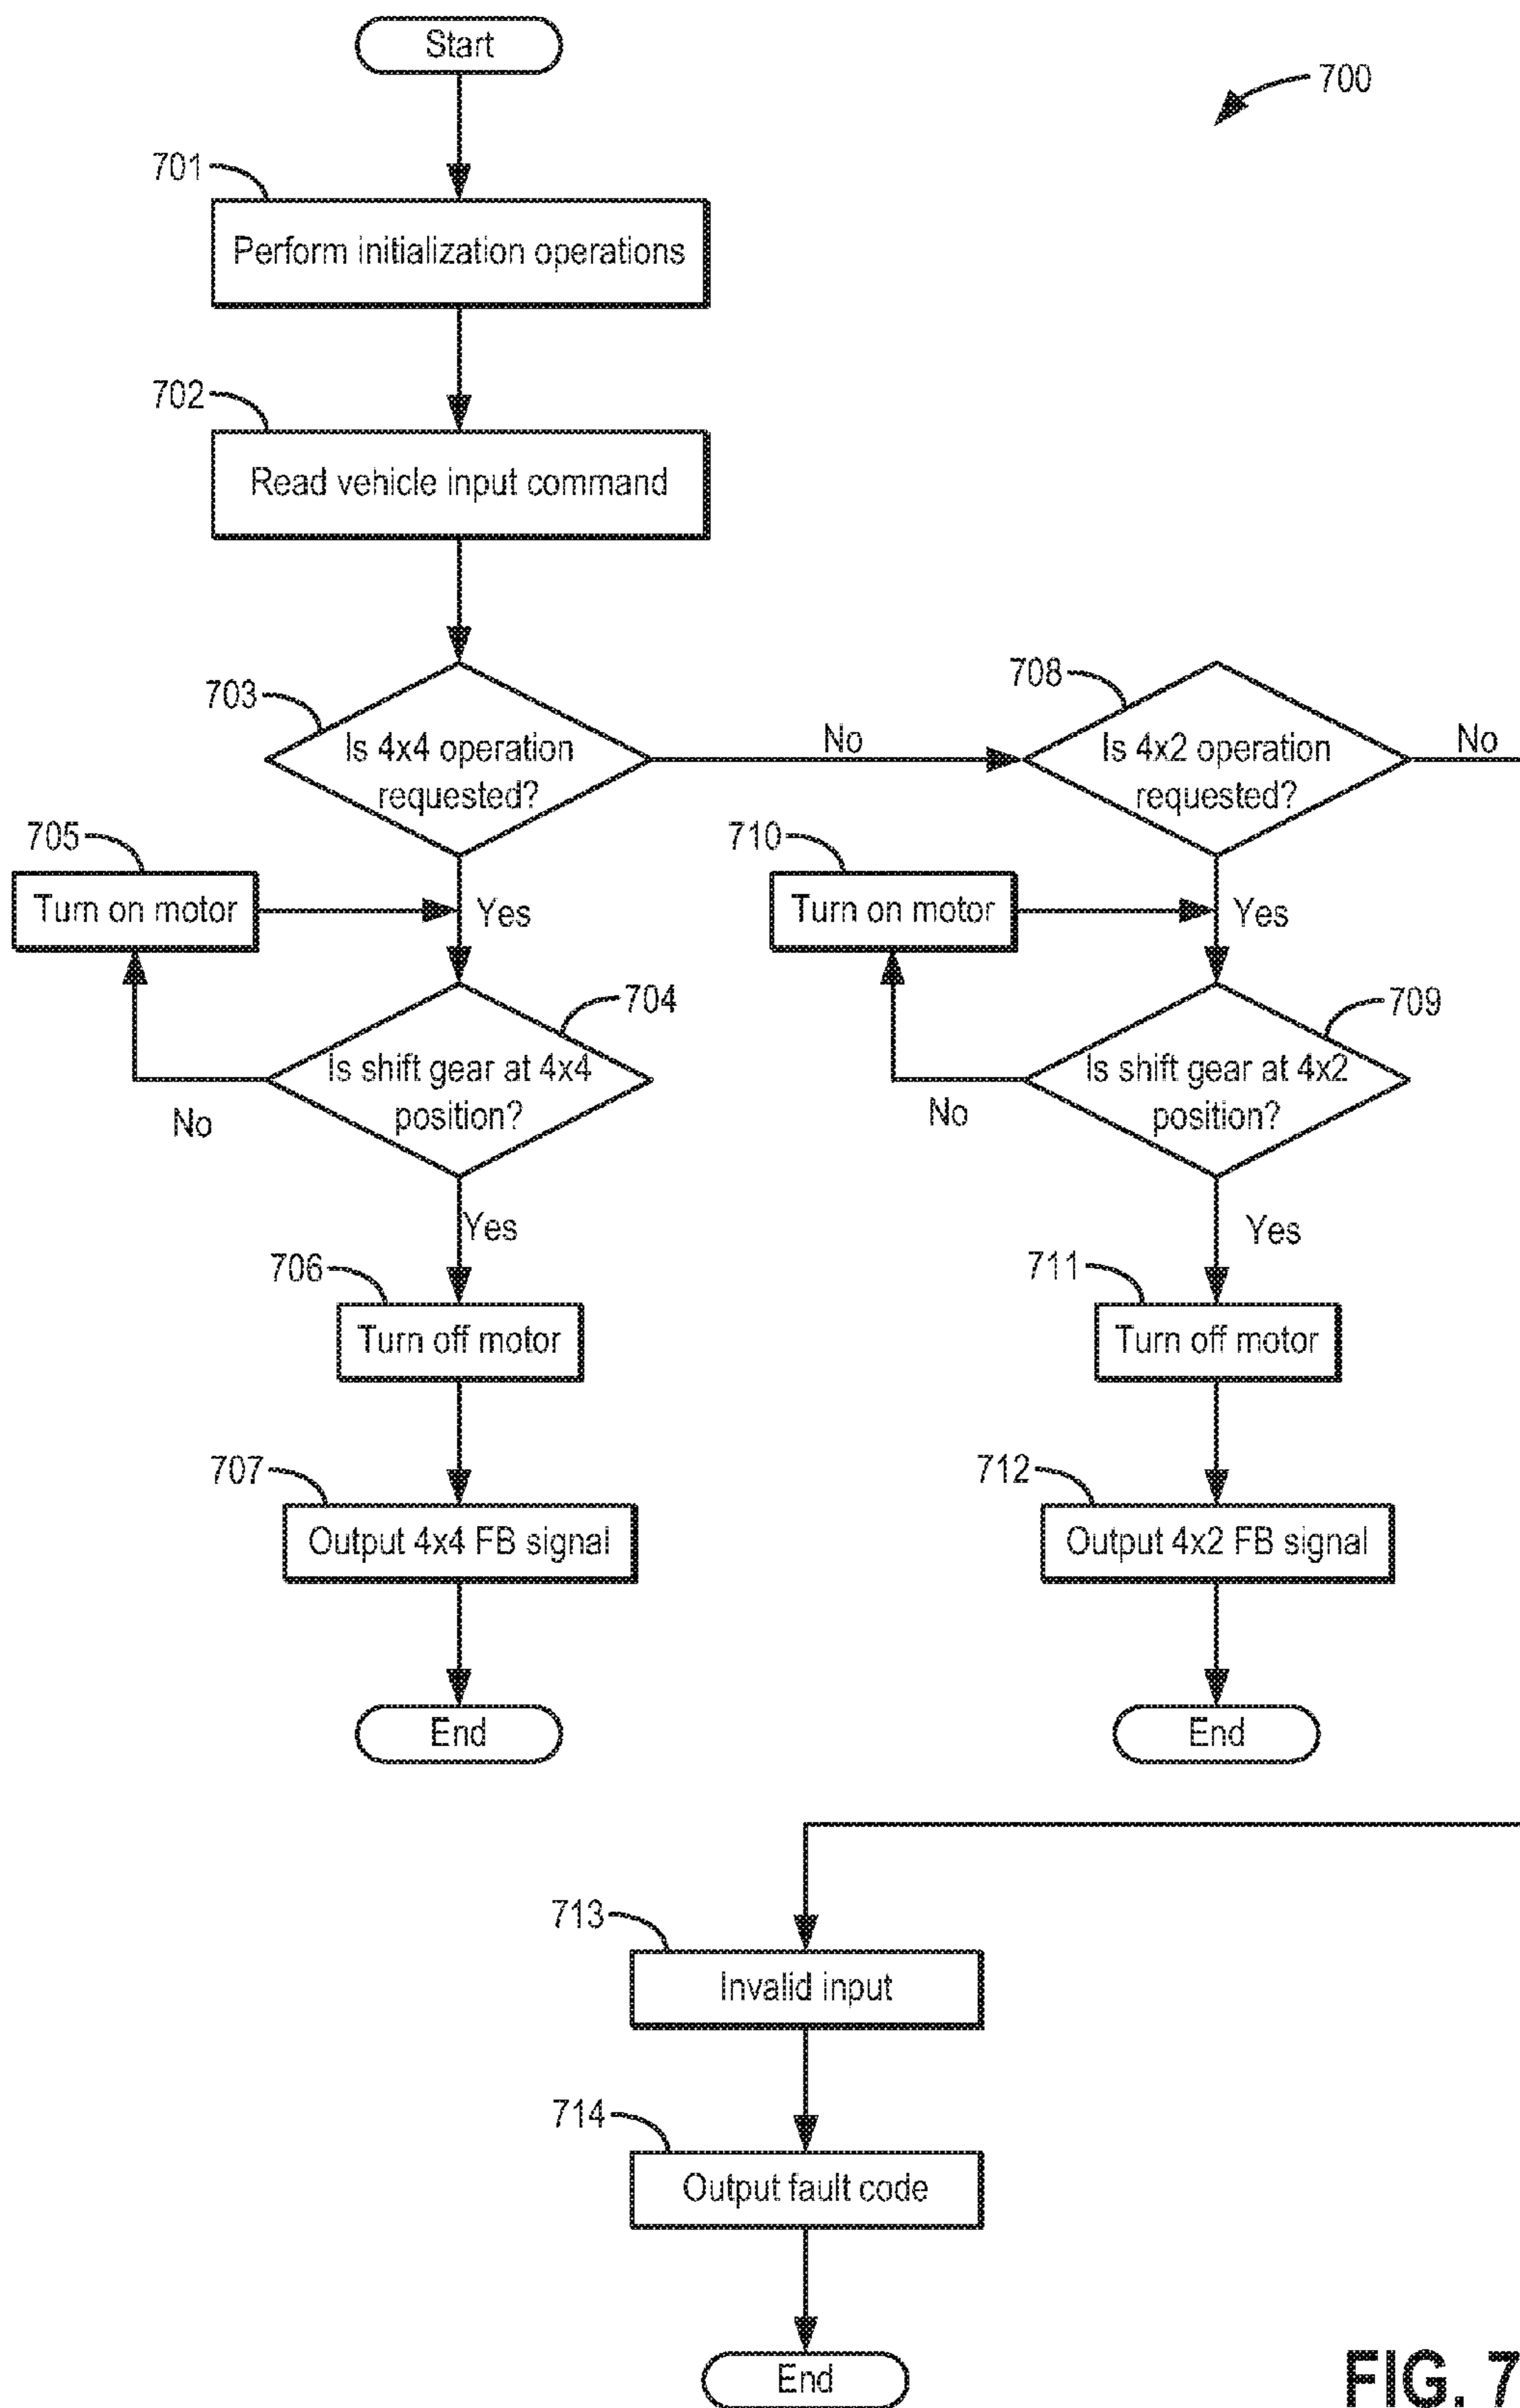 Start
700
701
Perform initialization operations
702
Read vehicle input command
703
Is 4x4 operation
requested?
No
708
Is 4x2 operation
requested?
No
705
Turn on motor
Yes
710
Turn on motor
Yes
704
Is shift gear at 4x4
position?
No
709
Is shift gear at 4x2
position?
No
Yes
Yes
706
Turn off motor
711
Turn off motor
707
Output 4x4 FB signal
712
Output 4x2 FB signal
End
End
713
Invalid input
714
Output fault code
End
FIG. 7